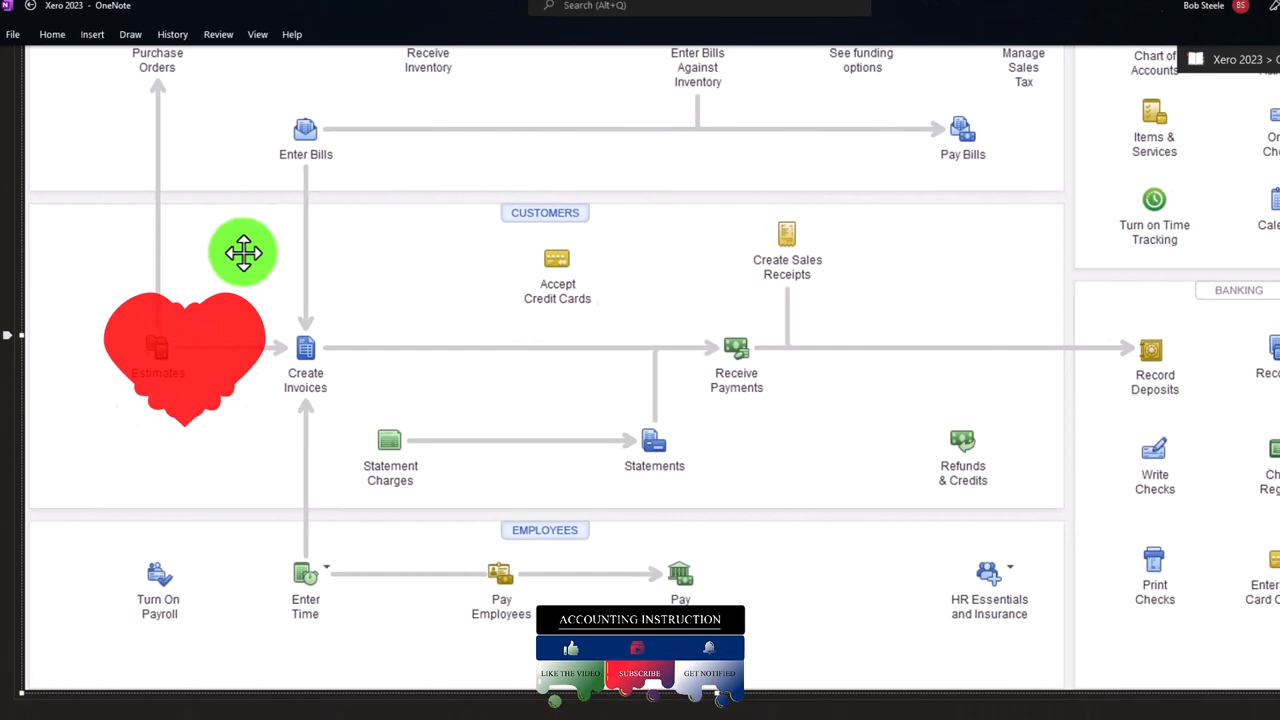 Xero 2023 - OneNote
Search (Alt+Q)
Bob Steele
BS
File Home Insert Draw History Review View Help
Xero 2023 >
Purchase
Orders
Receive
Inventory
Enter Bills
Against
Inventory
See funding
options
Manage
Sales
Tax
Chart of
Accounts
Enter Bills
Pay Bills
Items &
Services
CUSTOMERS
Accept
Credit Cards
Create Sales
Receipts
Turn on Time
Tracking
BANKING
Estimates
Create
Invoices
Receive
Payments
Record
Deposits
Statement
Charges
Statements
Refunds
& Credits
Write
Checks
EMPLOYEES
Turn On
Payroll
Enter
Time
Pay
Employees
Pay
HR Essentials
and Insurance
Print
Checks
Enter
ACCOUNTING INSTRUCTION
LIKE THE VIDEO
SUBSCRIBE
GET NOTIFIED